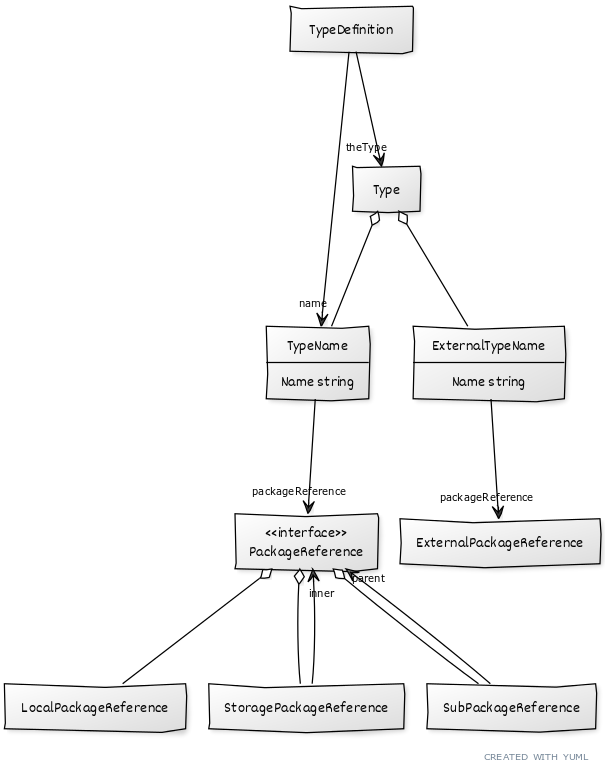 TypeDefinition
theType
Type
name
TypeName
Name string
ExternalTypeName
Name string
packageReference
packageReference
<<interface>>
PackageReference
ExternalPackageReference
parent
inner
LocalPackageReference
StoragePackageReference
SubPackageReference
CREATED WITH YUML